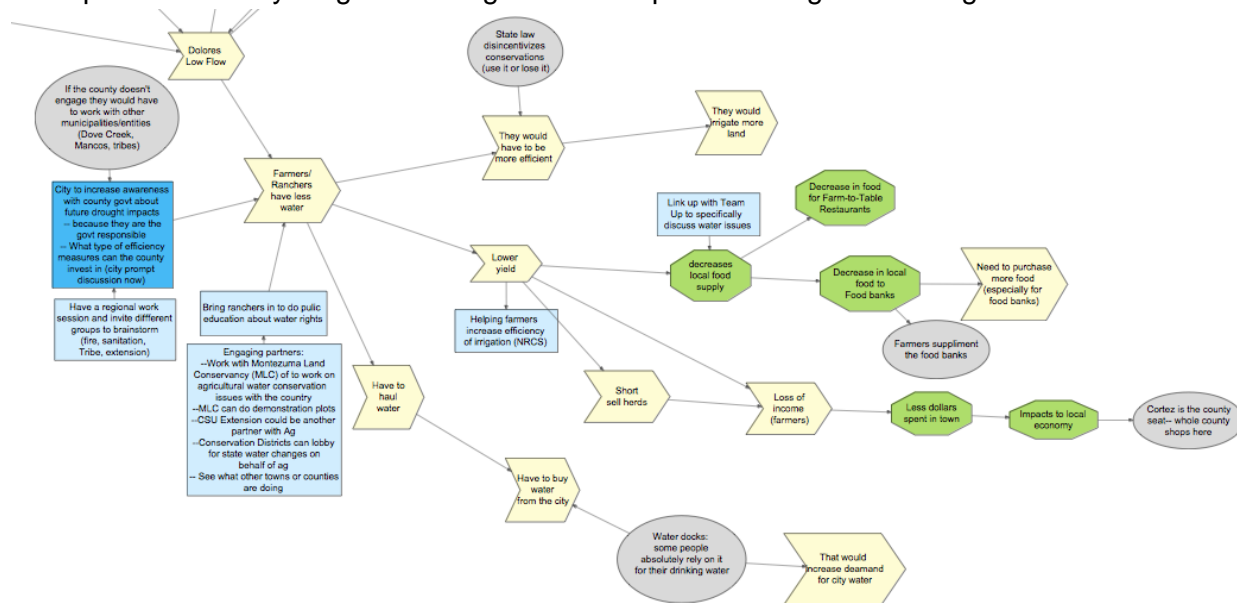 Dolores
Low Flow
State law
disincentivizes
conservations
(use it or lose it)
If the county doesn't
engage they would have
to work with other
municipalities/entities
(Dove Creek,
Mancos, tribes)
They would
have to be
more efficient
They would
irrigate more
land
Farmers/
Ranchers
have less
water
City to increase awareness
with county govt about
future drought impacts
-- because they are the
govt responsible
-- What type of efficiency
measures can the county
invest in (city prompt
discussion now)
Have a regional work
session and invite diffferent
groups to brainstorm
(fire, sanitation,
Tribe, extension)
Bring ranchers in to do pulic
education about water rights
Engaging partners:
--Work wtih Montezuma Land
Conservancy (MLC) of to work on
agricultural water conservation
issues with the country
--MLC can do demonstration plots
--CSU Extension could be another
partner with Ag
--Conservation Districts can lobby
for state water changes on
behalf of ag
-- See what other towns or counties
are doing
Link up with Team
Up to specifically
discuss water issues
Decrease in food
for Farm-to-Table
Restaurants
Lower
yield
decreases
local food
supply
Decrease in local
food to
Food banks
Need to purchase
more food
(especially for
food banks)
Helping farmers
increase efficiency
of irrigation (NRCS)
Farmers suppliment
the food banks
Have to
haul
water
Short
sell herds
Loss of
income
(farmers)
Less dollars
spent in town
Impacts to local
economy
Cortez is the county
seat-- whole county
shops here
Have to buy
water
from the city
Water docks:
some people
absolutely rely on it
for their drinking water
That would
increase deamand
for city water